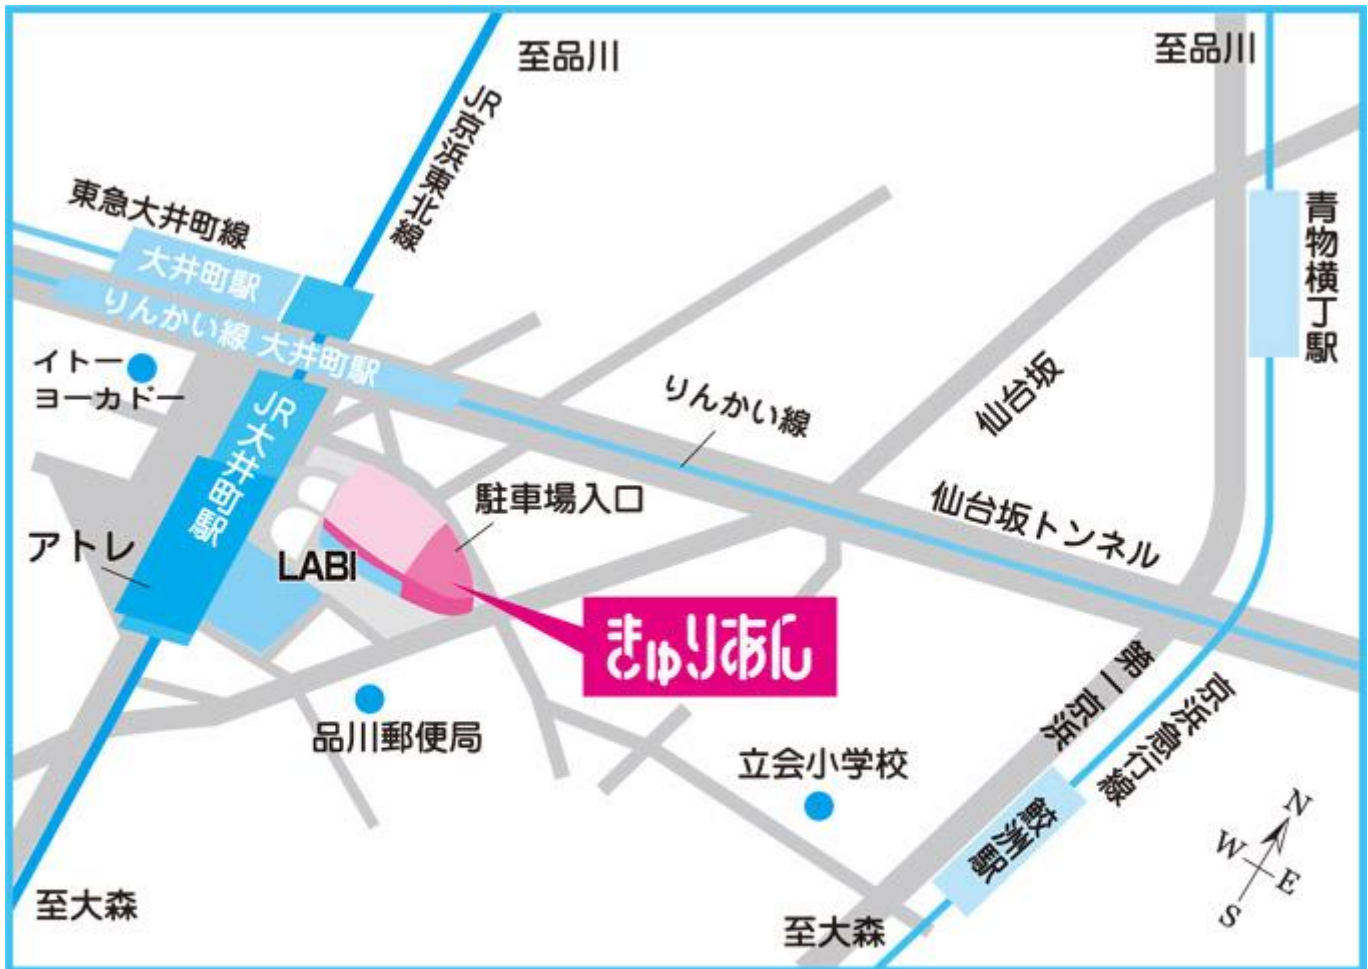 至品川
至品川
JR京浜東北線
東急大井町線
大井町駅
りんかい線 大井町駅
青物横丁駅
イトー
ヨーカドー
JR大井町駅
りんかい線
仙台坂
駐車場入口
仙台坂トンネル
アトレ
LABI
きゅりあん
第一京浜
京浜急行線
品川郵便局
立会小学校
鮫洲駅
N
W
E
S
至大森
至大森